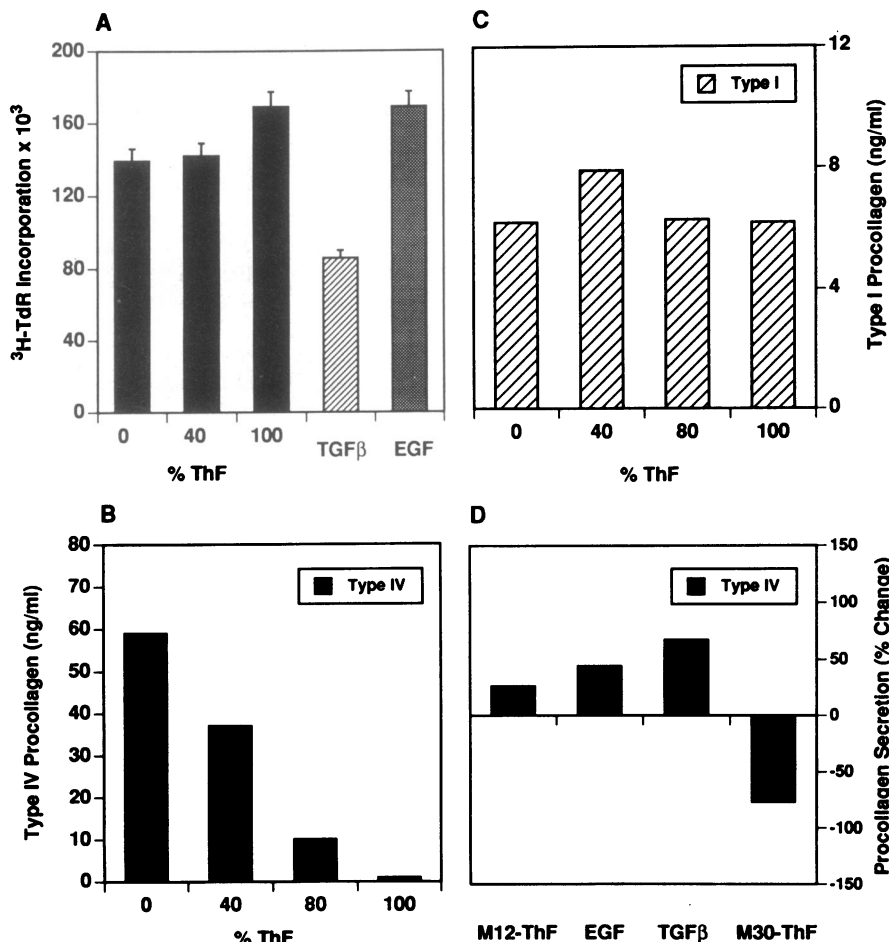 A
200
160
120
80
40
0
³H-TdR Incorporation x 10³
0 40 100 TGFβ EGF
% ThF
C
Type I
12
8
4
0
Type I Procollagen (ng/ml)
0 40 80 100
% ThF
B
80
70
60
50
40
30
20
10
0
Type IV Procollagen (ng/ml)
Type IV
0 40 80 100
% ThF
D
Type IV
150
100
50
0
-50
-100
-150
Procollagen Secretion (% Change)
M12-ThF EGF TGFβ M30-ThF